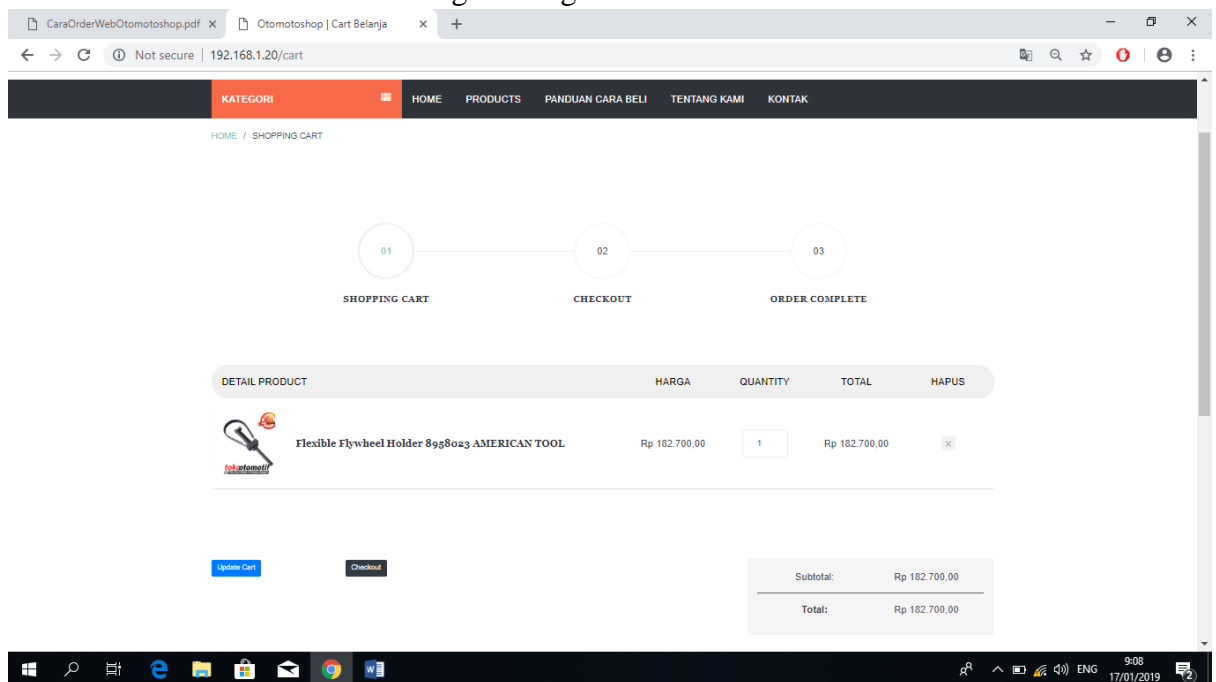 CaraOrderWebOtomotoshop.pdf Otomotoshop | Cart Belanja
Not secure 192.168.1.20/cart
KATEGORI HOME PRODUCTS PANDUAN CARA BELI TENTANG KAMI KONTAK
HOME / SHOPPING CART
01 02 03
SHOPPING CART CHECKOUT ORDER COMPLETE
DETAIL PRODUCT HARGA QUANTITY TOTAL HAPUS
Flexible Flywheel Holder 8958023 AMERICAN TOOL Rp 182.700,00 1 Rp 182.700,00
tokootomotif
Update Cart Checkout
Subtotal: Rp 182.700,00
Total: Rp 182.700,00
ENG 9:08
17/01/2019 2